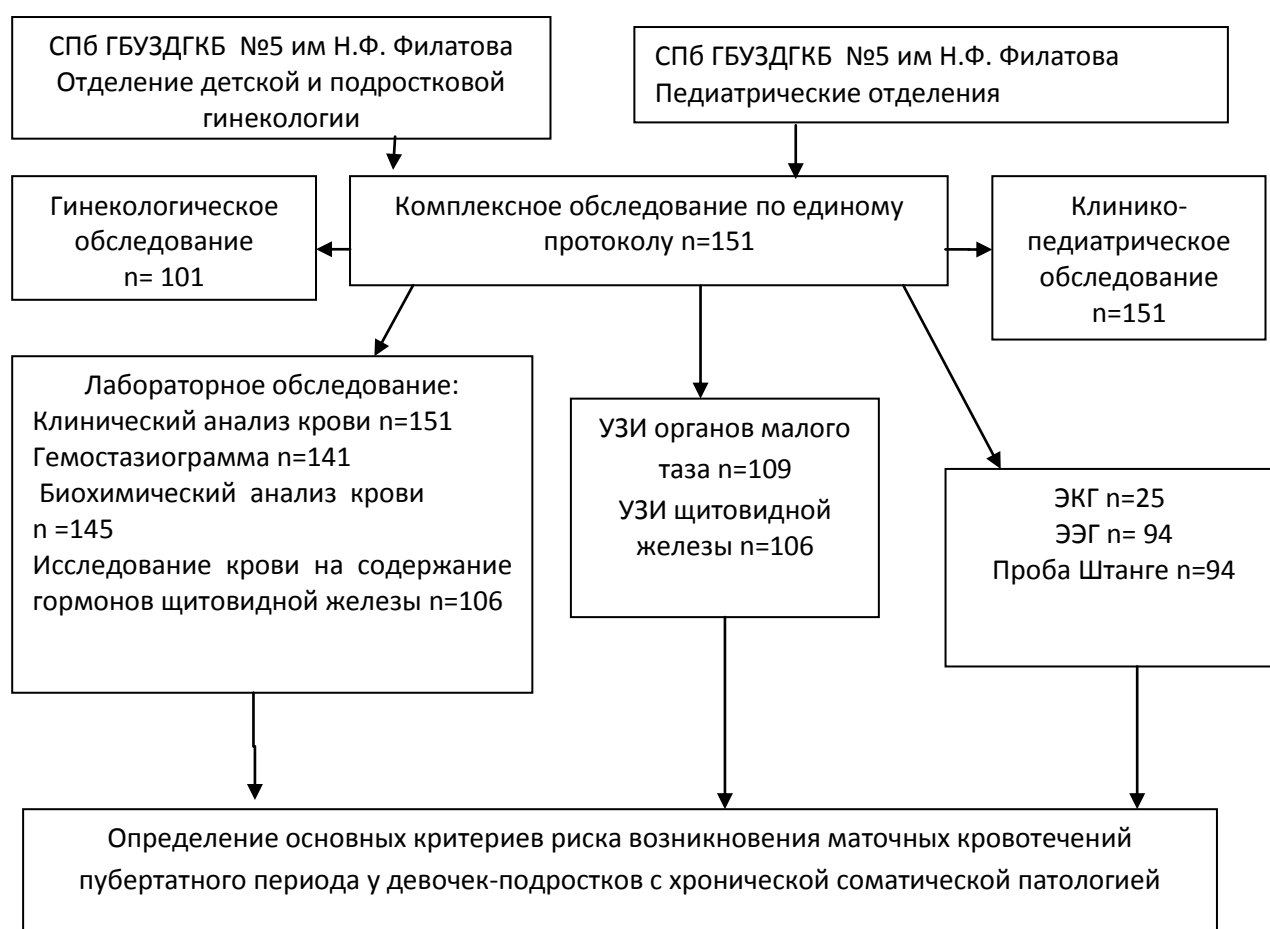 СПб ГБУЗДГКБ №5 им Н.Ф. Филатова
Отделение детской и подростковой
гинекологии
СПб ГБУЗДГКБ №5 им Н.Ф. Филатова
Педиатрические отделения
Гинекологическое
обследование
n= 101
Комплексное обследование по единому
протоколу n=151
Клинико-
педиатрическое
обследование
n=151
Лабораторное обследование:
Клинический анализ крови n=151
Гемостазиограмма n=141
Биохимический анализ крови
n =145
Исследование крови на содержание
гормонов щитовидной железы n=106
УЗИ органов малого
таза n=109
УЗИ щитовидной
железы n=106
ЭКГ n=25
ЭЭГ n= 94
Проба Штанге n=94
Определение основных критериев риска возникновения маточных кровотечений
пубертатного периода у девочек-подростков с хронической соматической патологией